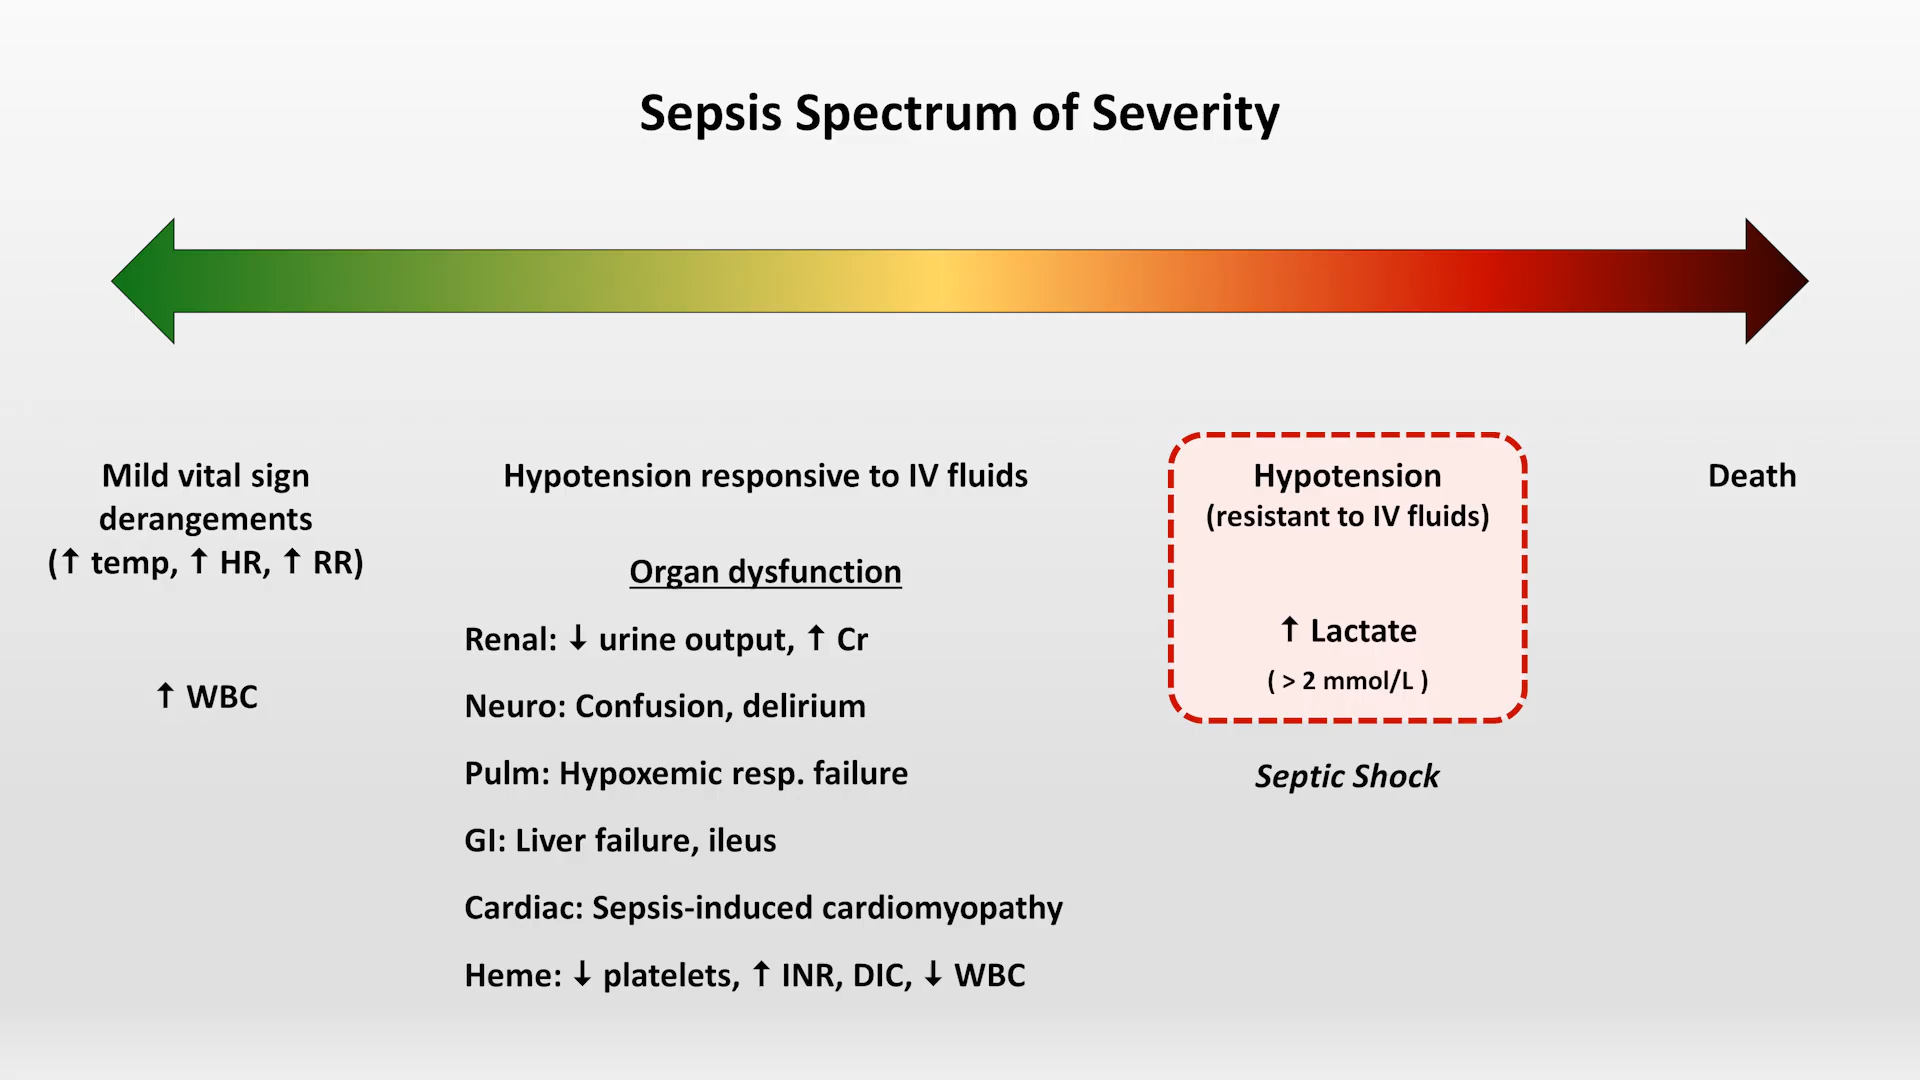 Sepsis Spectrum of Severity
Mild vital sign
derangements
(↑ temp, ↑ HR, ↑ RR)
↑ WBC
Hypotension responsive to IV fluids
Organ dysfunction
Renal: ↓ urine output, ↑ Cr
Neuro: Confusion, delirium
Pulm: Hypoxemic resp. failure
GI: Liver failure, ileus
Cardiac: Sepsis-induced cardiomyopathy
Heme: ↓ platelets, ↑ INR, DIC, ↓ WBC
Hypotension
(resistant to IV fluids)
↑ Lactate
( > 2 mmol/L )
Septic Shock
Death